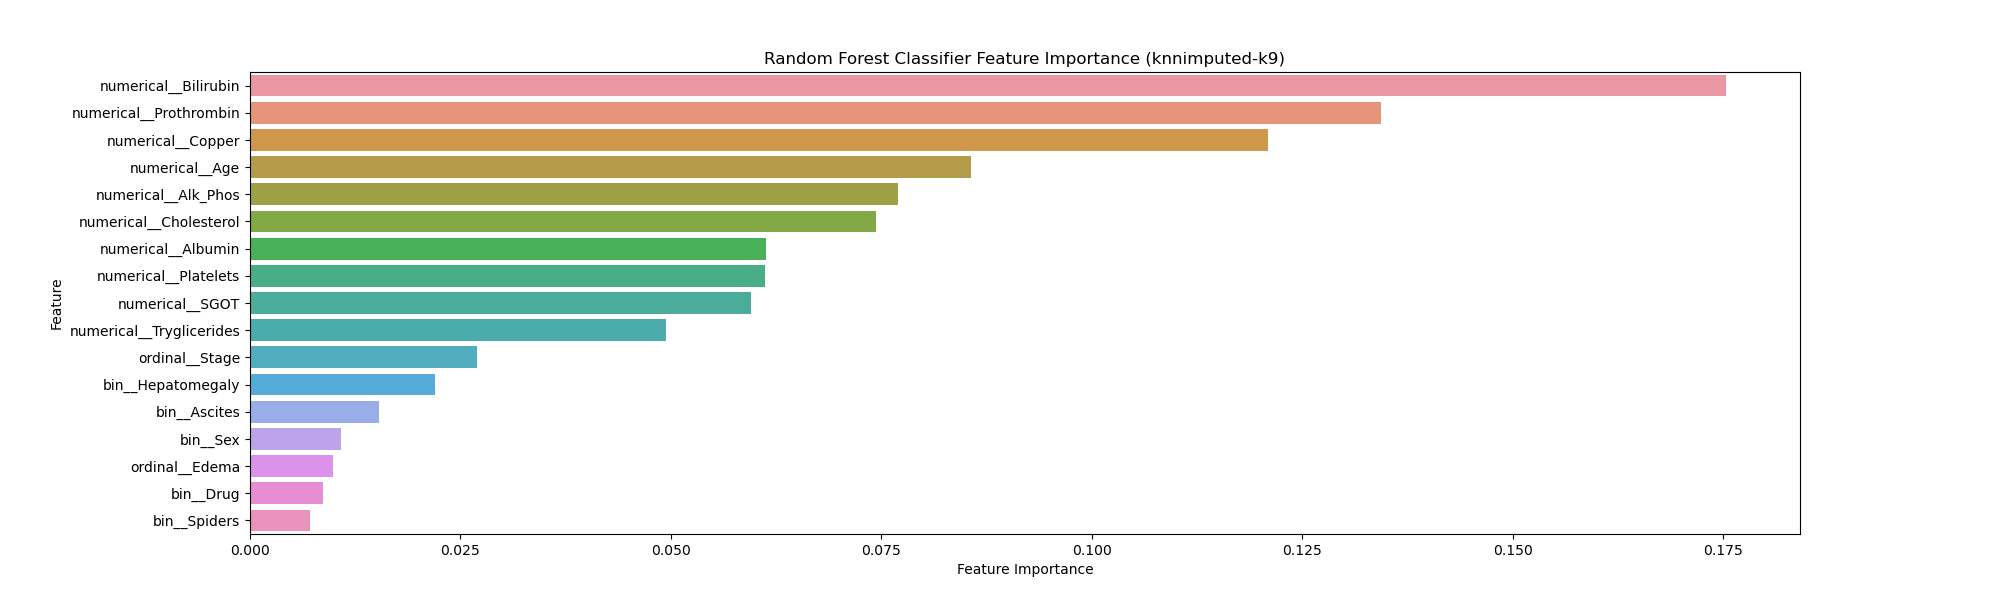 Random Forest Classifier Feature Importance (knnimputed-k9)
numerical__Bilirubin
numerical__Prothrombin
numerical__Copper
numerical__Age
numerical__Alk_Phos
numerical__Cholesterol
numerical__Albumin
numerical__Platelets
numerical__SGOT
numerical__Tryglicerides
ordinal__Stage
bin__Hepatomegaly
bin__Ascites
bin__Sex
ordinal__Edema
bin__Drug
bin__Spiders
Feature
0.000 0.025 0.050 0.075 0.100 0.125 0.150 0.175
Feature Importance